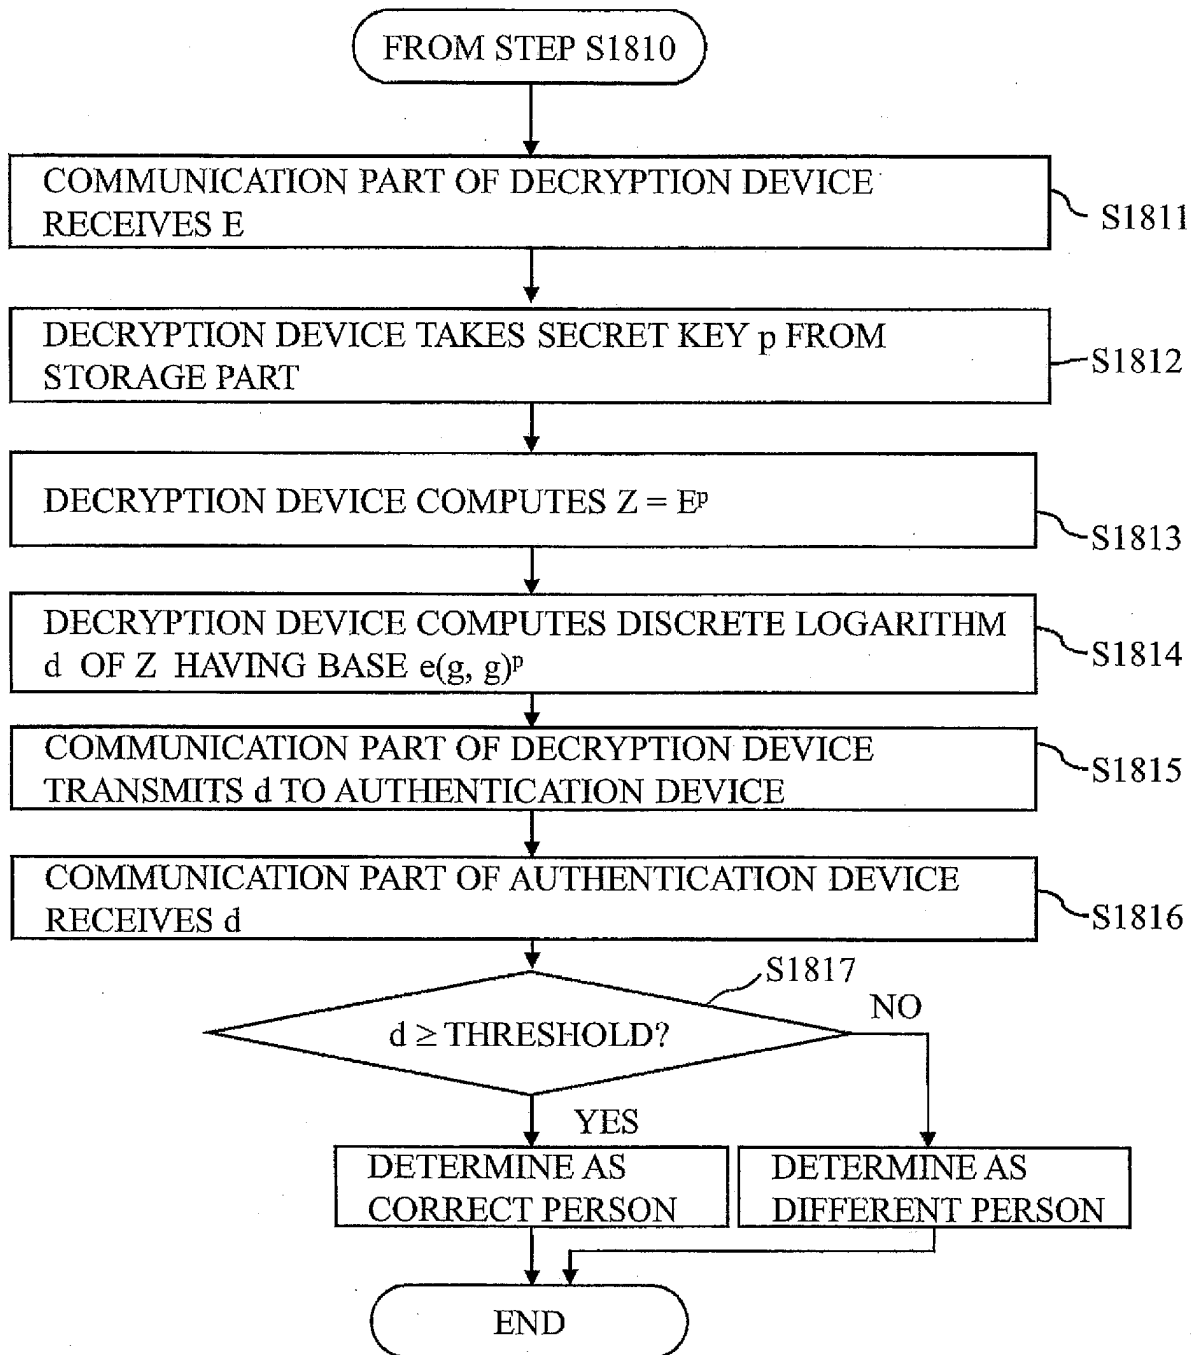 FROM STEP S1810
COMMUNICATION PART OF DECRYPTION DEVICE
RECEIVES E
S1811
DECRYPTION DEVICE TAKES SECRET KEY p FROM
STORAGE PART
S1812
DECRYPTION DEVICE COMPUTES Z = Eᵖ
S1813
DECRYPTION DEVICE COMPUTES DISCRETE LOGARITHM
d OF Z HAVING BASE e(g, g)ᵖ
S1814
COMMUNICATION PART OF DECRYPTION DEVICE
TRANSMITS d TO AUTHENTICATION DEVICE
S1815
COMMUNICATION PART OF AUTHENTICATION DEVICE
RECEIVES d
S1816
S1817
d ≥ THRESHOLD?
NO
YES
DETERMINE AS
CORRECT PERSON
DETERMINE AS
DIFFERENT PERSON
END